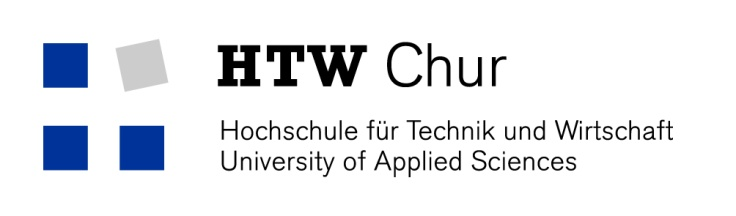 HTW Chur
Hochschule für Technik und Wirtschaft
University of Applied Sciences